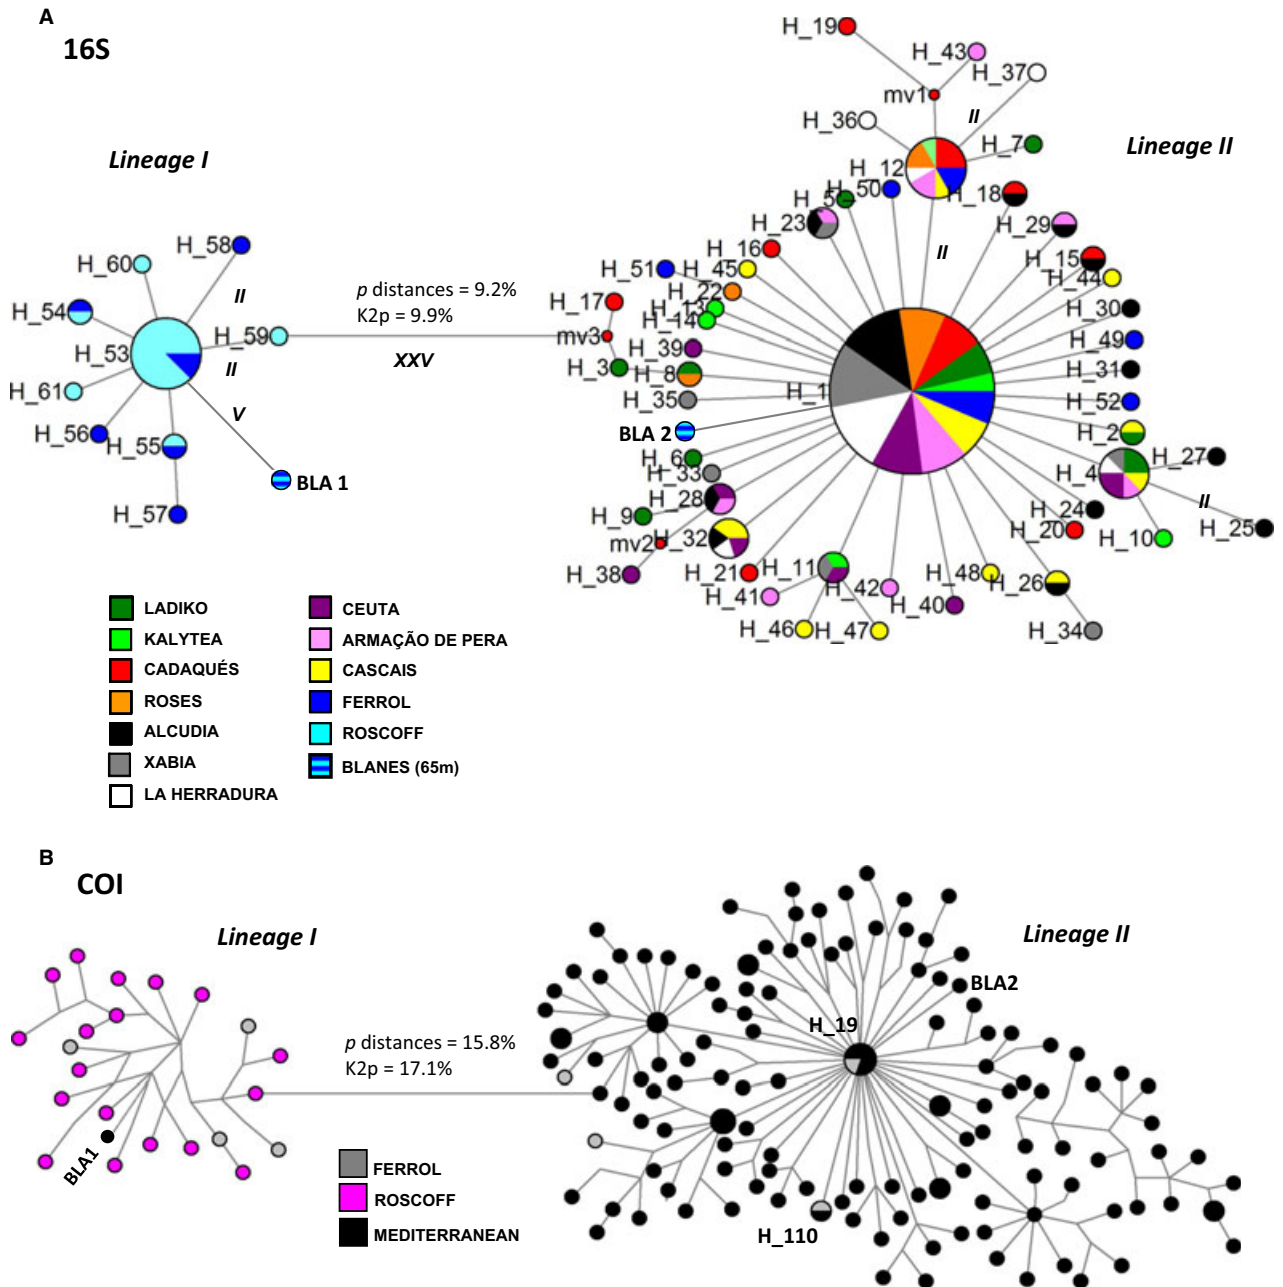 A
16S
Lineage I
Lineage II
H_19
H_43
H_37
mv1
II
H_36
H_7
H_12
H_50
H_5
H_18
H_23
H_29
H_16
II
H_15
H_51
H_45
H_44
H_22
H_17
H_13
H_30
H_14
mv3
H_49
H_39
H_3
H_31
H_8
H_1
H_35
H_52
BLA 2
H_2
H_6
H_33
H_4
H_27
H_28
II
H_9
H_24
H_25
mv2
H_32
H_20
H_10
H_38
H_21
H_11
H_48
H_26
H_41
H_42
H_40
H_46
H_47
H_34
H_58
H_60
II
H_54
H_59
H_53
II
H_61
V
H_56
H_55
BLA 1
H_57
p distances = 9.2%
K2p = 9.9%
XXV
LADIKO
KALYTEA
CADAQUÉS
ROSES
ALCUDIA
XABIA
LA HERRADURA
CEUTA
ARMAÇÃO DE PERA
CASCAIS
FERROL
ROSCOFF
BLANES (65m)
B
COI
Lineage I
Lineage II
BLA2
H_19
p distances = 15.8%
K2p = 17.1%
BLA1
H_110
FERROL
ROSCOFF
MEDITERRANEAN